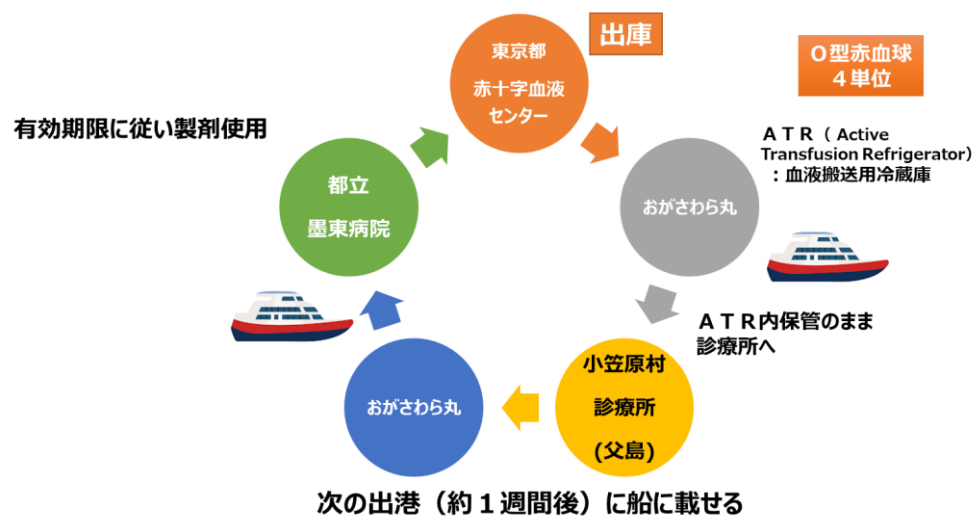 東京都
赤十字血液
センター
出庫
O型赤血球
4単位
有効期限に従い製剤使用
ATR( Active
Transfusion Refrigerator)
:血液搬送用冷蔵庫
都立
墨東病院
おがさわら丸
ATR内保管のまま
診療所へ
おがさわら丸
小笠原村
診療所
(父島)
次の出港(約1週間後)に船に載せる